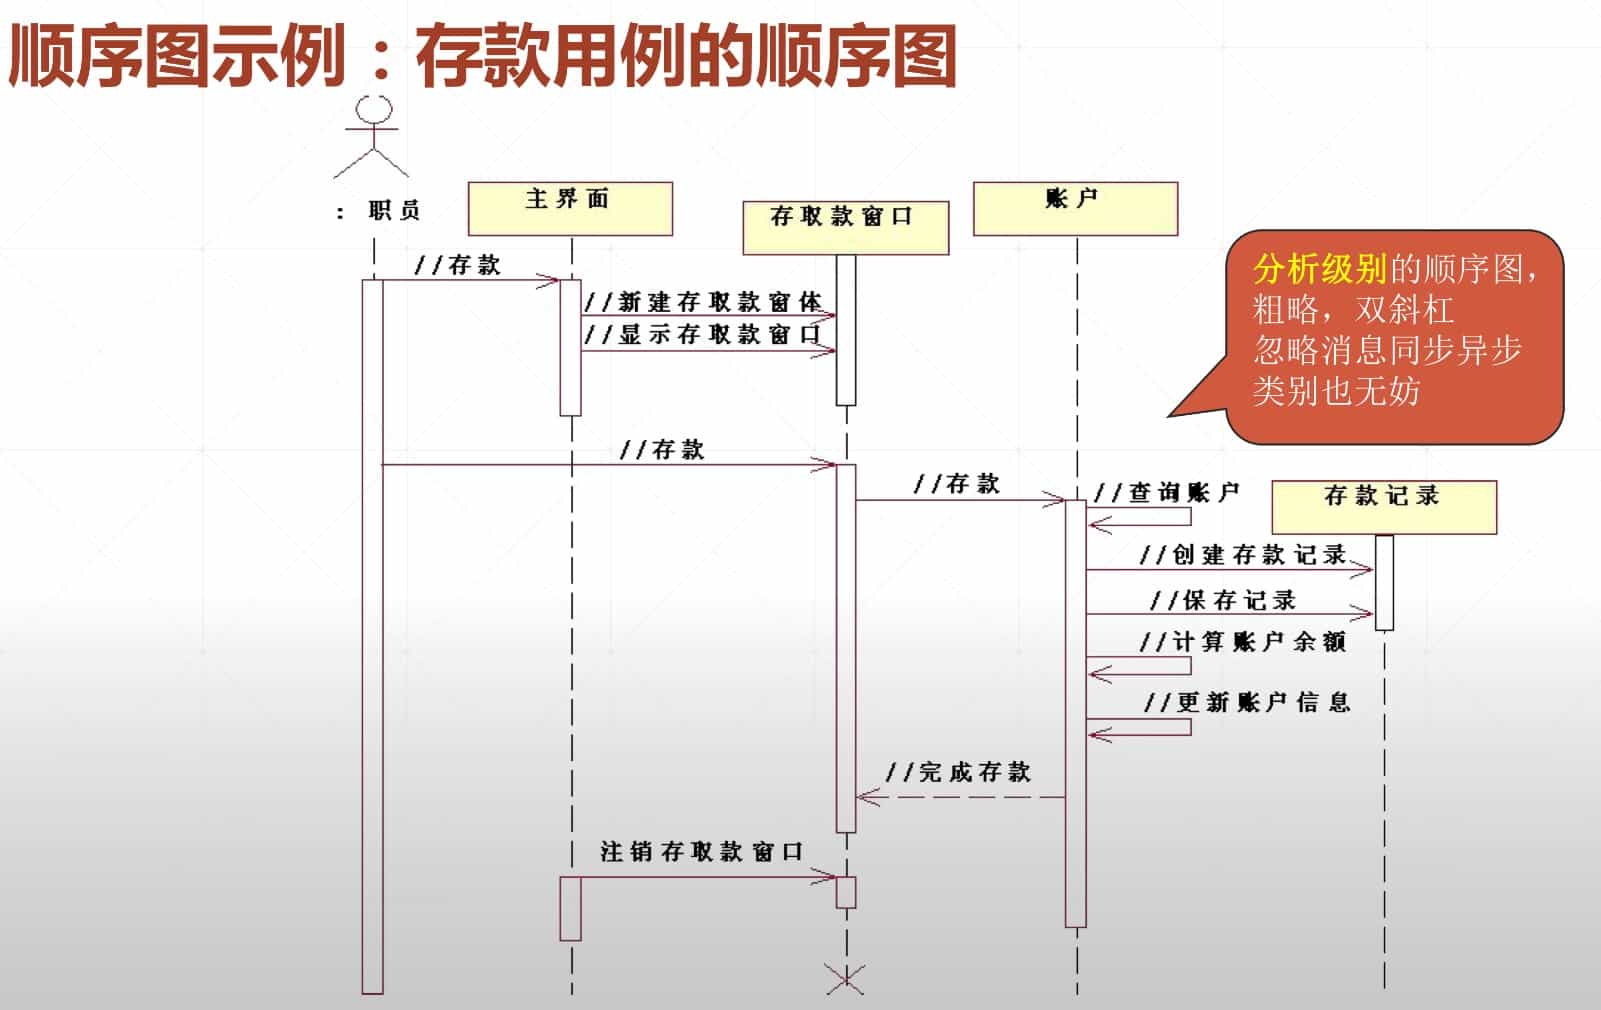 顺序图示例：存款用例的顺序图
: 职员
主界面
存取款窗口
账户
//存款
//新建存取款窗体
//显示存取款窗口
分析级别的顺序图，
粗略，双斜杠
忽略消息同步异步
类别也无妨
//存款
//存款
//查询账户
存款记录
//创建存款记录
//保存记录
//计算账户余额
//更新账户信息
//完成存款
注销存取款窗口